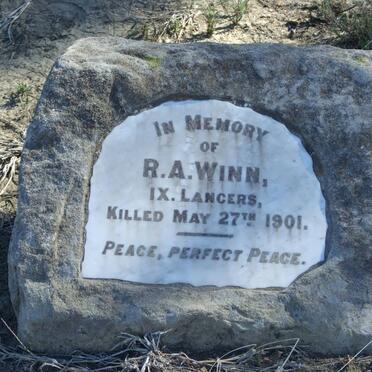 IN MEMORY
OF
R.A. WINN,
IX. LANCERS,
KILLED MAY 27TH 1901.
PEACE, PERFECT PEACE.